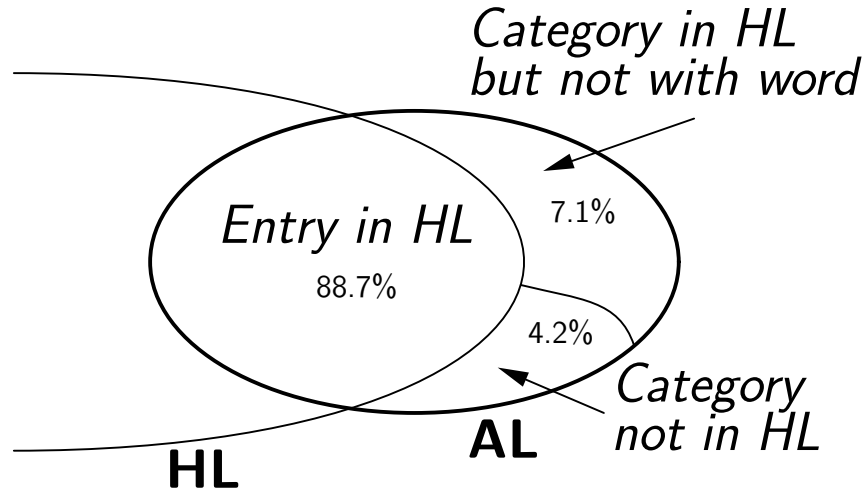 Category in HL
but not with word
7.1%
Entry in HL
88.7%
4.2%
Category
not in HL
AL
HL